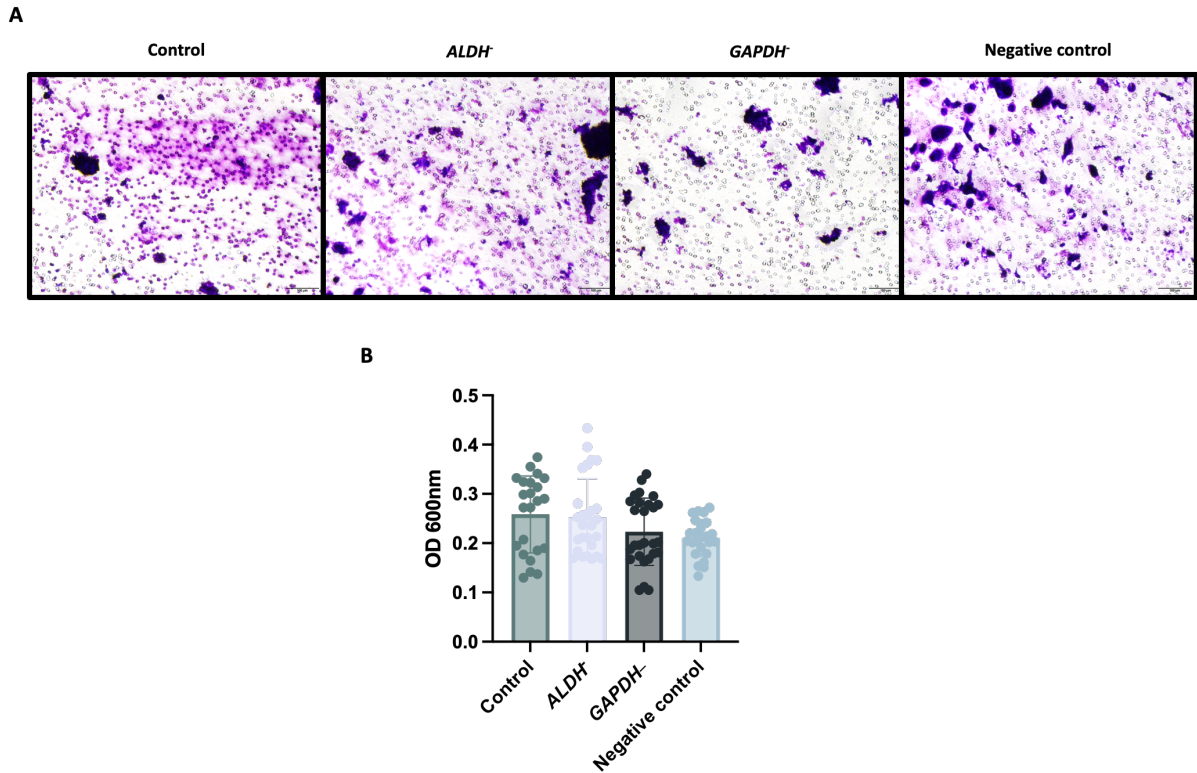 A
Control
ALDH-
GAPDH-
Negative control
B
0.5
0.4
0.3
0.2
0.1
0.0
OD 600nm
Control
ALDH-
GAPDH–
Negative control